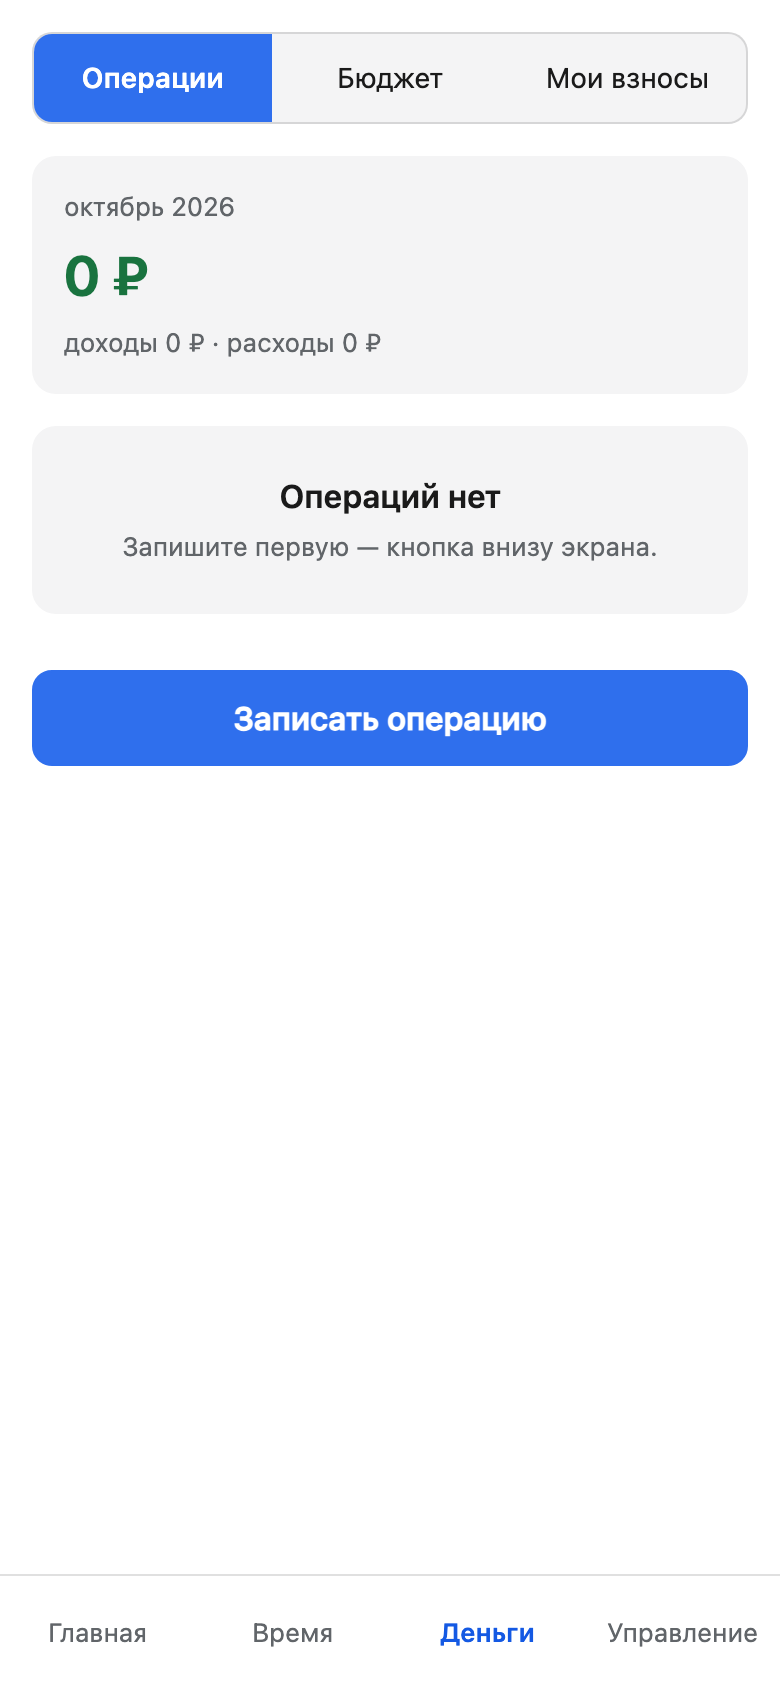 Операции Бюджет Мои взносы
октябрь 2026
0 ₽
доходы 0 ₽ · расходы 0 ₽
Операций нет
Запишите первую — кнопка внизу экрана.
Записать операцию
Главная Время Деньги Управление